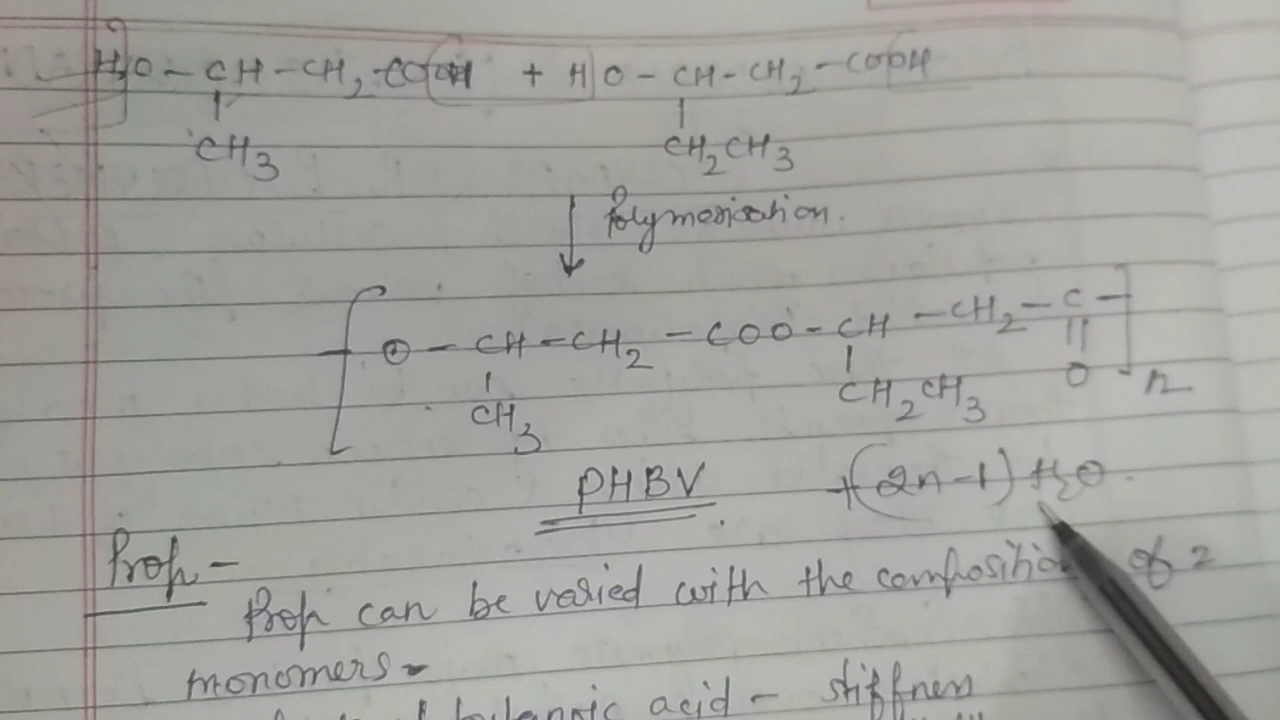 HO - CH - CH2 - COOH + HO - CH - CH2 - COOH
CH3 CH2CH3
Polymerisation.
[ O - CH - CH2 - COO - CH - CH2 - C - ]n
CH3 CH2CH3 O
PHBV +(2n-1) H2O.
Prop -
Prop can be varied with the composition of 2
monomers -
acid - stiffness